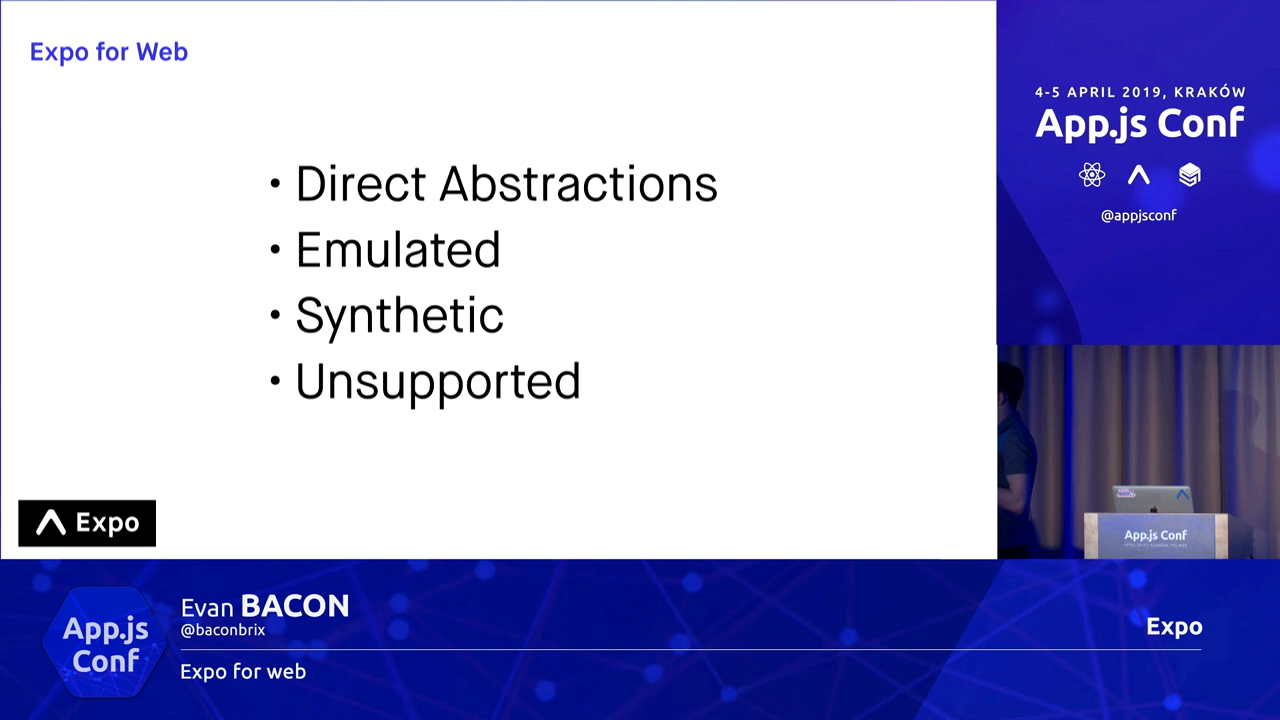 Expo for Web
• Direct Abstractions
• Emulated
• Synthetic
• Unsupported
Expo
4-5 APRIL 2019, KRAKÓW
App.js Conf
@appjsconf
App.js Conf
App.js
Conf
Evan BACON
@baconbrix
Expo for web
Expo